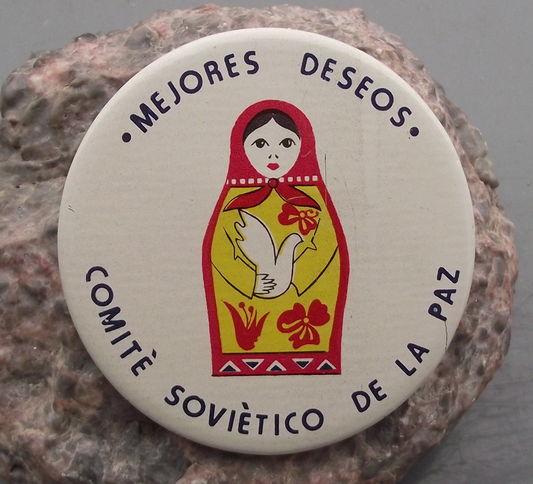 •MEJORES DESEOS•
COMITÈ SOVIÈTICO DE LA PAZ